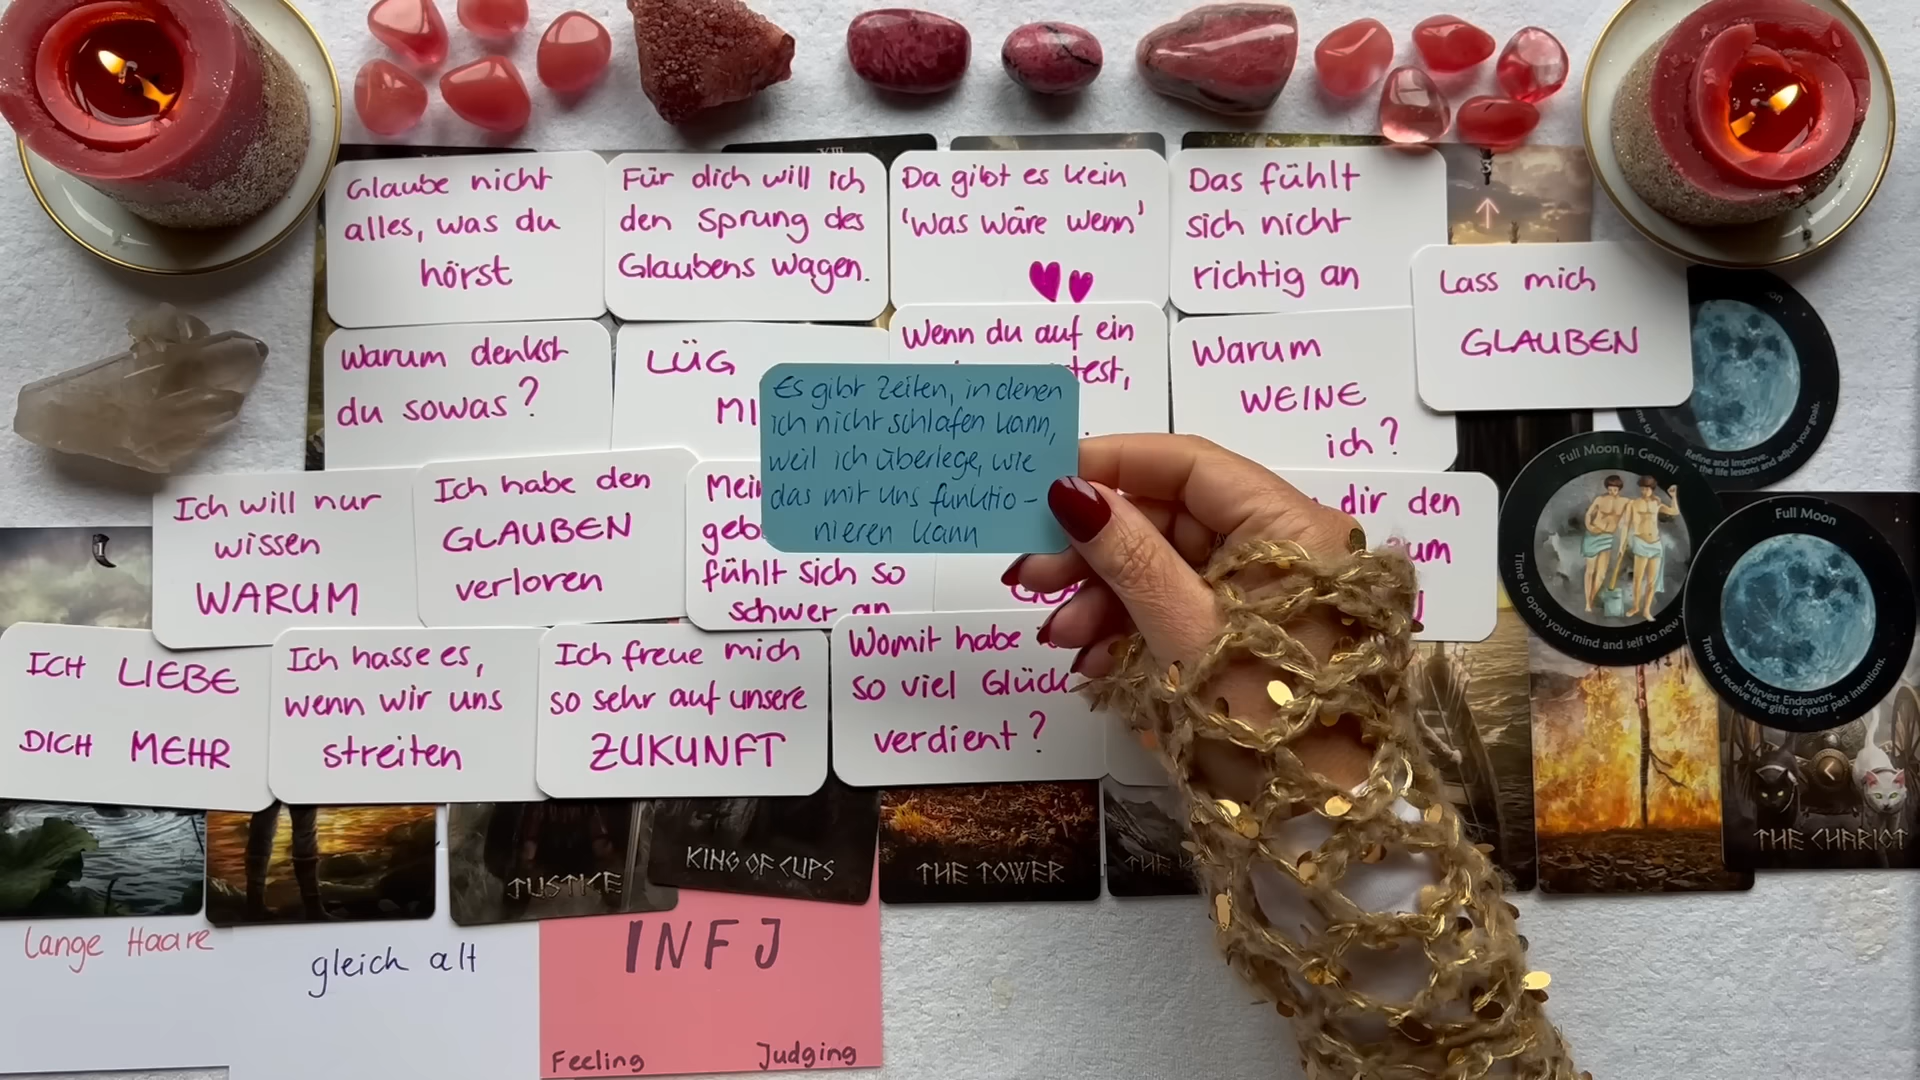 Glaube nicht
alles, was du
hörst
Für dich will ich
den Sprung des
Glaubens wagen.
Da gibt es kein
'Was wäre wenn'
Das fühlt
sich nicht
richtig an
Lass mich
GLAUBEN
Warum denkst
du sowas?
LÜG
MI
Wenn du auf ein
test,
Warum
WEINE
ich?
Es gibt Zeiten, in denen
ich nicht schlafen kann,
weil ich überlege, wie
das mit uns funktio-
nieren kann
Ich will nur
wissen
WARUM
Ich habe den
GLAUBEN
verloren
geb
fühlt sich so
schwer an
dir den
ICH LIEBE
DICH MEHR
Ich hasse es,
wenn wir uns
streiten
Ich freue mich
so sehr auf unsere
ZUKUNFT
Womit habe
so viel Glück
verdient?
Refine and Improve.
life lessons and adjust your goals.
Full Moon in Gemini
Time to open your mind and self to new
Full Moon
Harvest Endeavors.
Time to receive the gifts of your past intentions.
JUSTICE
KING OF CUPS
THE TOWER
THE
THE CHARIOT
lange Haare
gleich alt
INFJ
Feeling
Judging